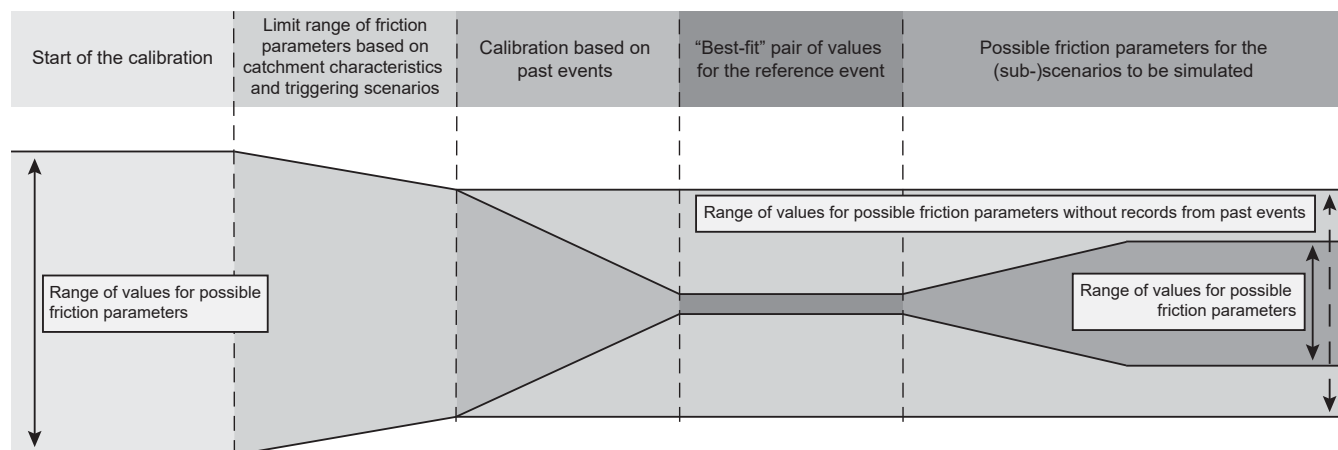 Start of the calibration
Limit range of friction
parameters based on
catchment characteristics
and triggering scenarios
Calibration based on
past events
“Best-fit” pair of values
for the reference event
Possible friction parameters for the
(sub-)scenarios to be simulated
Range of values for possible friction parameters without records from past events
Range of values for possible
friction parameters
Range of values for possible
friction parameters